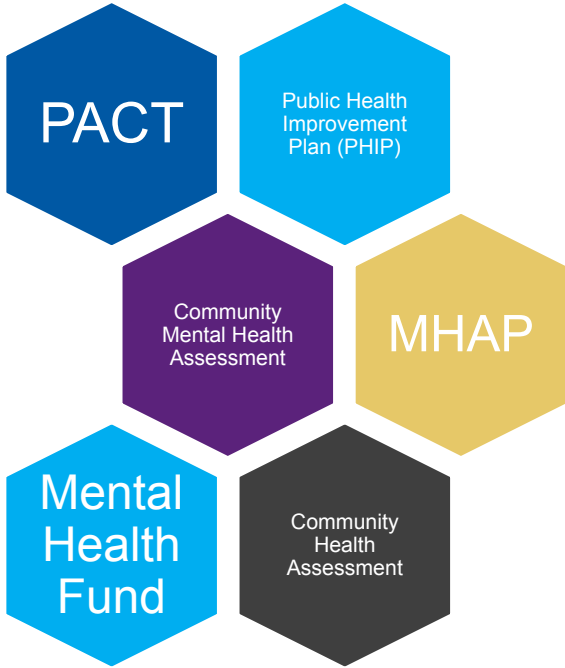 PACT
Public Health
Improvement
Plan (PHIP)
Community
Mental Health
Assessment
MHAP
Mental
Health
Fund
Community
Health
Assessment